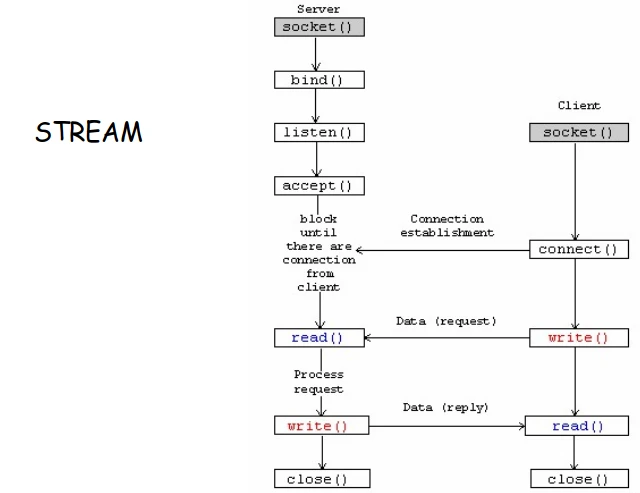 Server
socket()
bind()
Client
STREAM
listen()
socket()
accept()
block
until
there are
connection
from
client
Connection
establishment
connect()
Data (request)
read()
write()
Process
request
Data (reply)
write()
read()
close()
close()